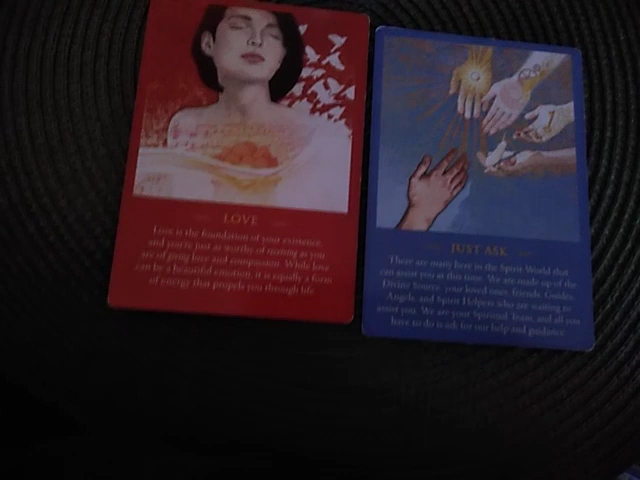 LOVE
Love is the foundation of your existence,
and you're just as worthy of receiving as you
are of giving love and compassion. While love
can be a beautiful emotion, it is equally a form
of energy that propels you through life.
JUST ASK
There are many here in the Spirit World that
can assist you at this time. We are made up of the
Divine Source, your loved ones, friends, Guides,
Angels, and Spirit Helpers who are waiting to
assist you. We are your Spiritual Team, and all you
have to do is ask for our help and guidance.